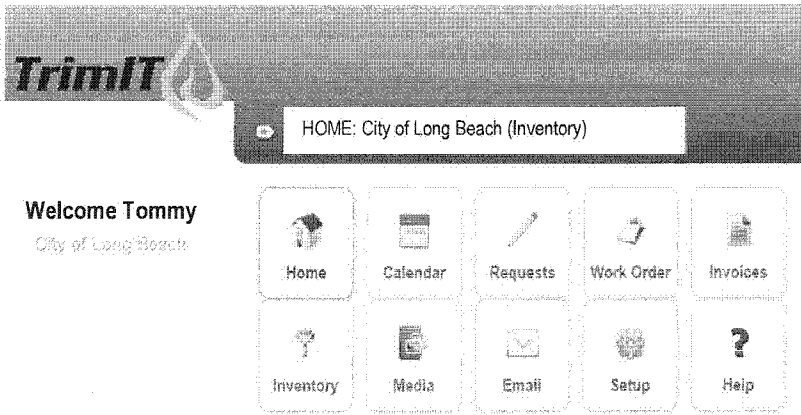 TrimIT
HOME: City of Long Beach (Inventory)
Welcome Tommy
City of Long Beach
Home Calendar Requests Work Order Invoices
Inventory Media Email Setup Help